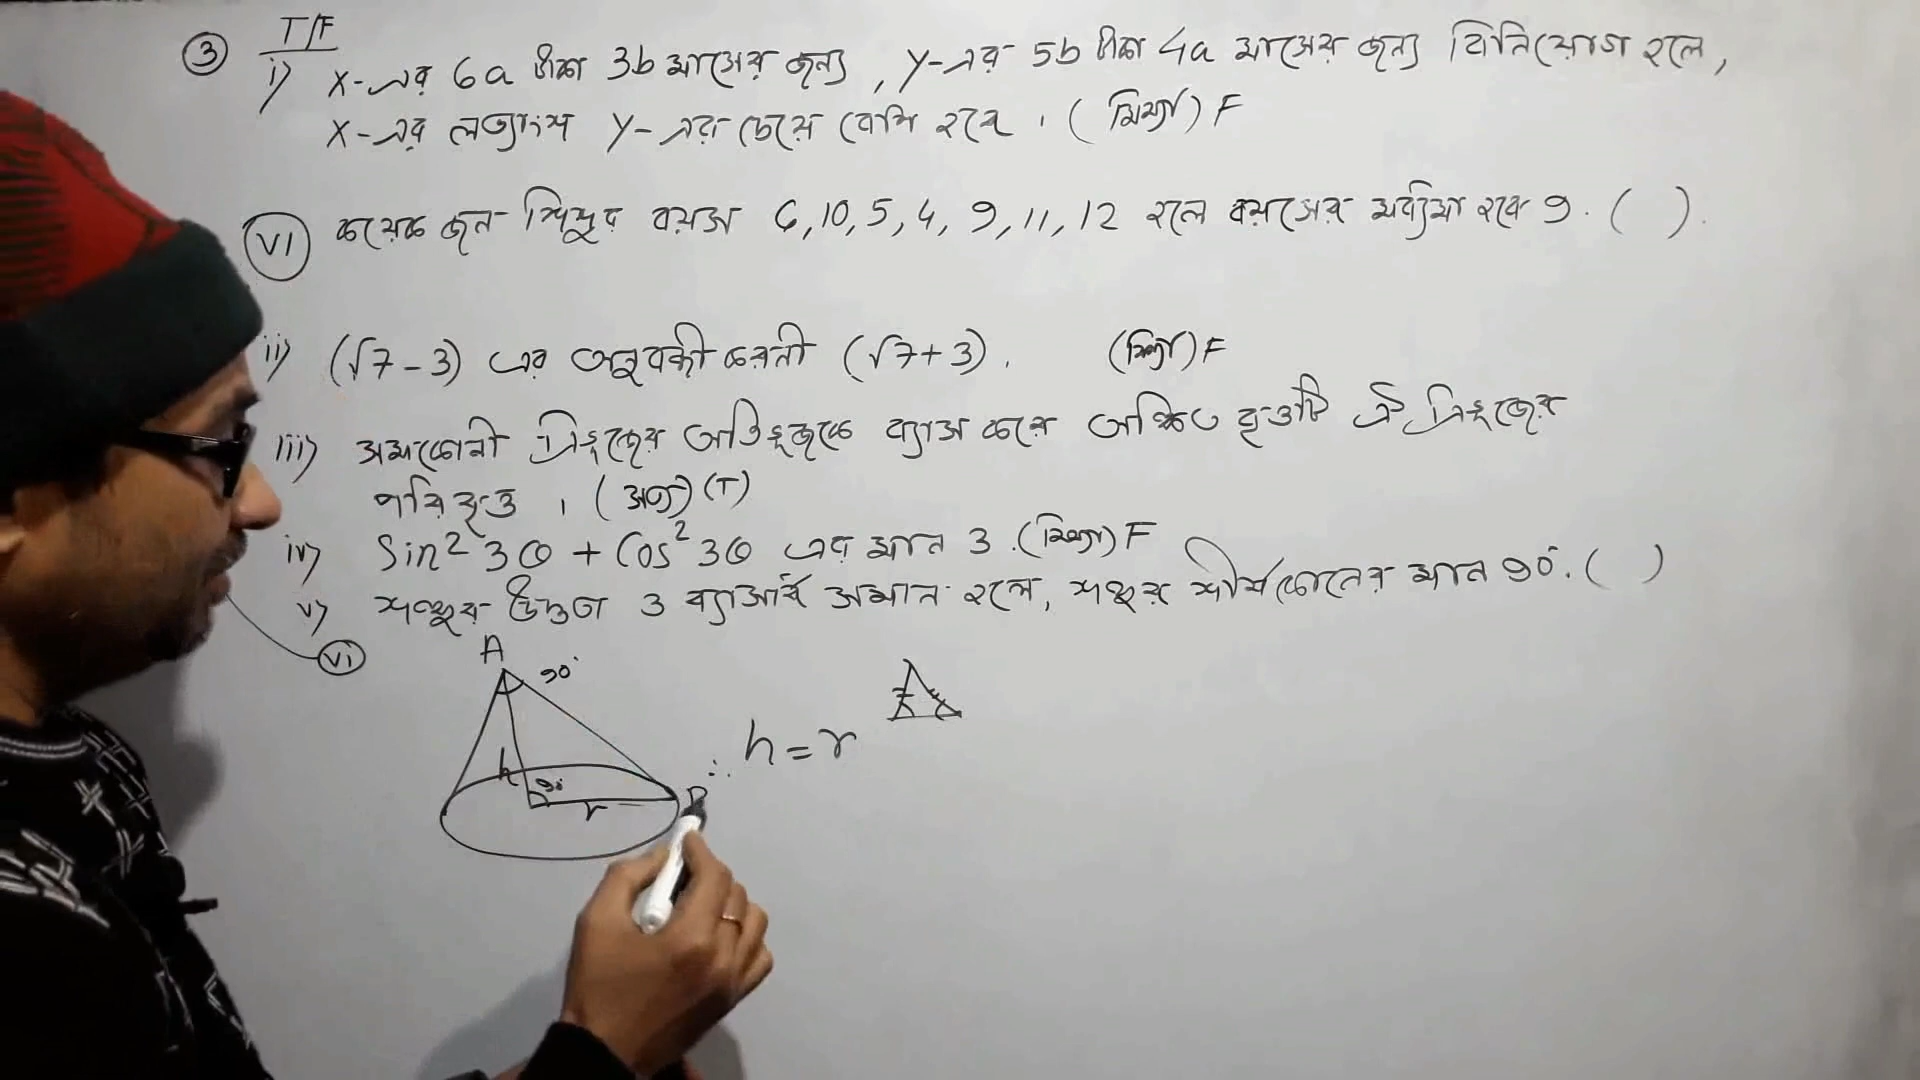 ③ T/F
i) X-এর 6a টাকা 3b মাসের জন্য, Y-এর 5b টাকা 4a মাসের জন্য বিনিয়োগ হলে,
X-এর লভ্যাংশ Y-এর চেয়ে বেশি হবে। (মিথ্যা) F
(vi) কয়েক জন শিশুর বয়স 6, 10, 5, 4, 9, 11, 12 হলে বয়সের মধ্যমা হবে 9. ( ).
ii) (√7 - 3) এর অনুবন্ধী করণী (√7 + 3). (মিথ্যা) F
iii) সমকোণী ত্রিভুজের অতিভুজকে ব্যাস করে অঙ্কিত বৃত্তটি ঐ ত্রিভুজের
পরিবৃত্ত। (সত্য) (T)
iv) Sin² 3θ + Cos² 3θ এর মান 3. (মিথ্যা) F
v) শঙ্কুর উচ্চতা ও ব্যাসার্ধ সমান হলে, শঙ্কুর শীর্ষকোণের মান 90°. ( )
(vi)
A
90°
h = r
h
90°
r